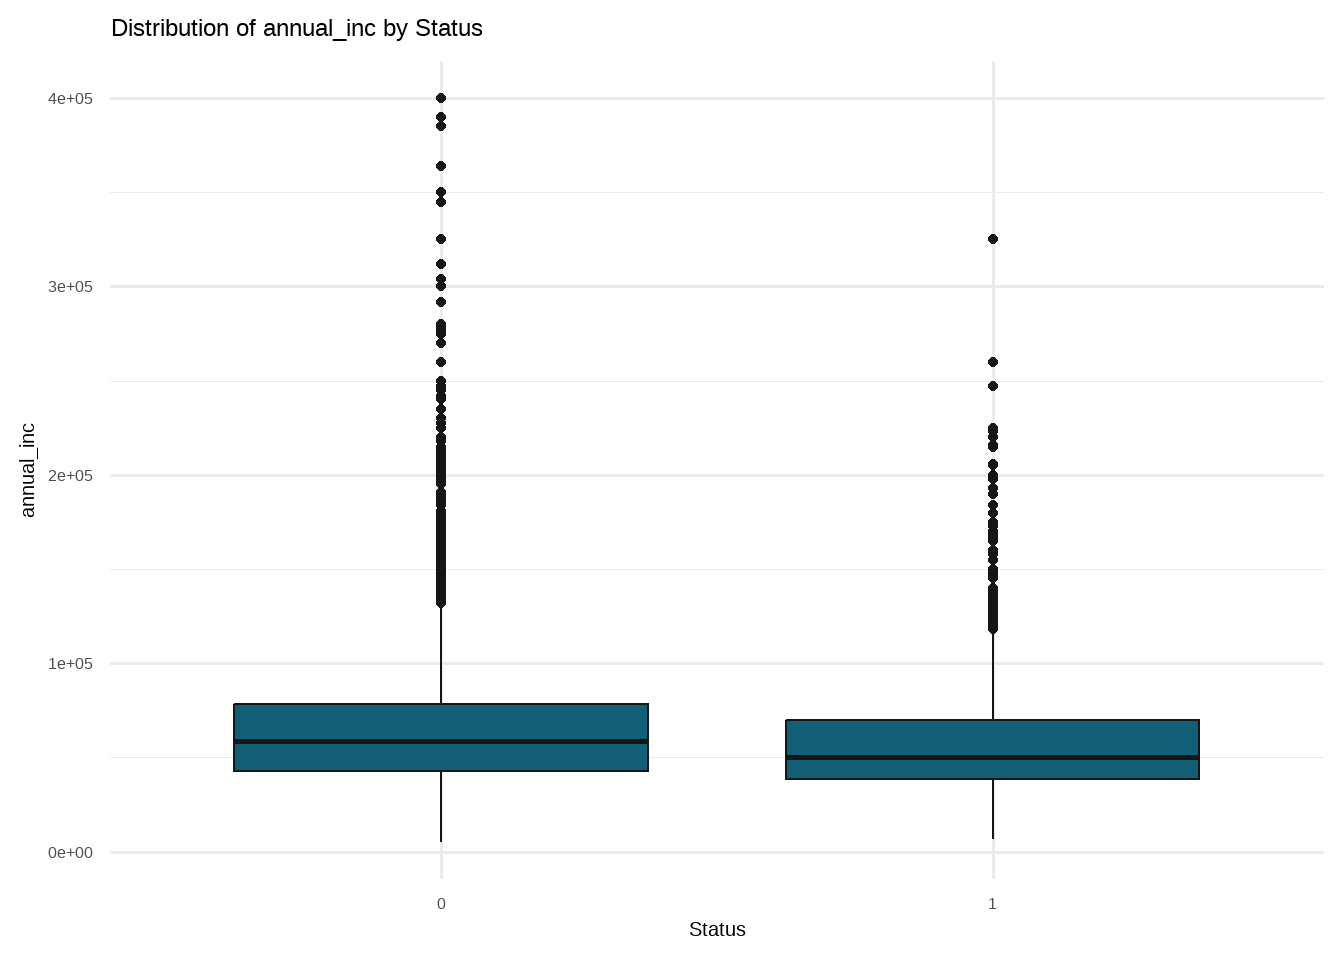 Distribution of annual_inc by Status
4e+05
3e+05
2e+05
1e+05
0e+00
annual_inc
0 1
Status